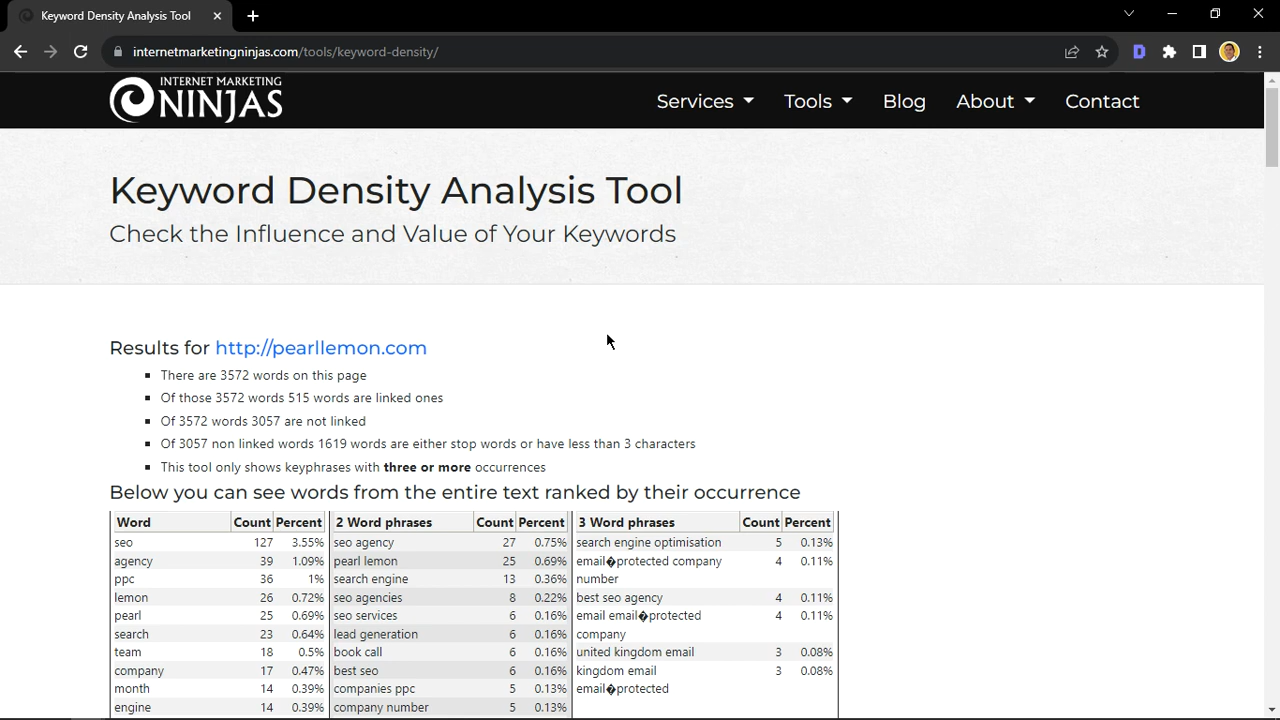 Keyword Density Analysis Tool
internetmarketingninjas.com/tools/keyword-density/
INTERNET MARKETING
NINJAS
Services Tools Blog About Contact
Keyword Density Analysis Tool
Check the Influence and Value of Your Keywords
Results for http://pearllemon.com
There are 3572 words on this page
Of those 3572 words 515 words are linked ones
Of 3572 words 3057 are not linked
Of 3057 non linked words 1619 words are either stop words or have less than 3 characters
This tool only shows keyphrases with three or more occurrences
Below you can see words from the entire text ranked by their occurrence
Word Count Percent
seo 127 3.55%
agency 39 1.09%
ppc 36 1%
lemon 26 0.72%
pearl 25 0.69%
search 23 0.64%
team 18 0.5%
company 17 0.47%
month 14 0.39%
engine 14 0.39%
2 Word phrases Count Percent
seo agency 27 0.75%
pearl lemon 25 0.69%
search engine 13 0.36%
seo agencies 8 0.22%
seo services 6 0.16%
lead generation 6 0.16%
book call 6 0.16%
best seo 6 0.16%
companies ppc 5 0.13%
company number 5 0.13%
3 Word phrases Count Percent
search engine optimisation 5 0.13%
email�protected company 4 0.11%
number
best seo agency 4 0.11%
email email�protected 4 0.11%
company
united kingdom email 3 0.08%
kingdom email 3 0.08%
email�protected